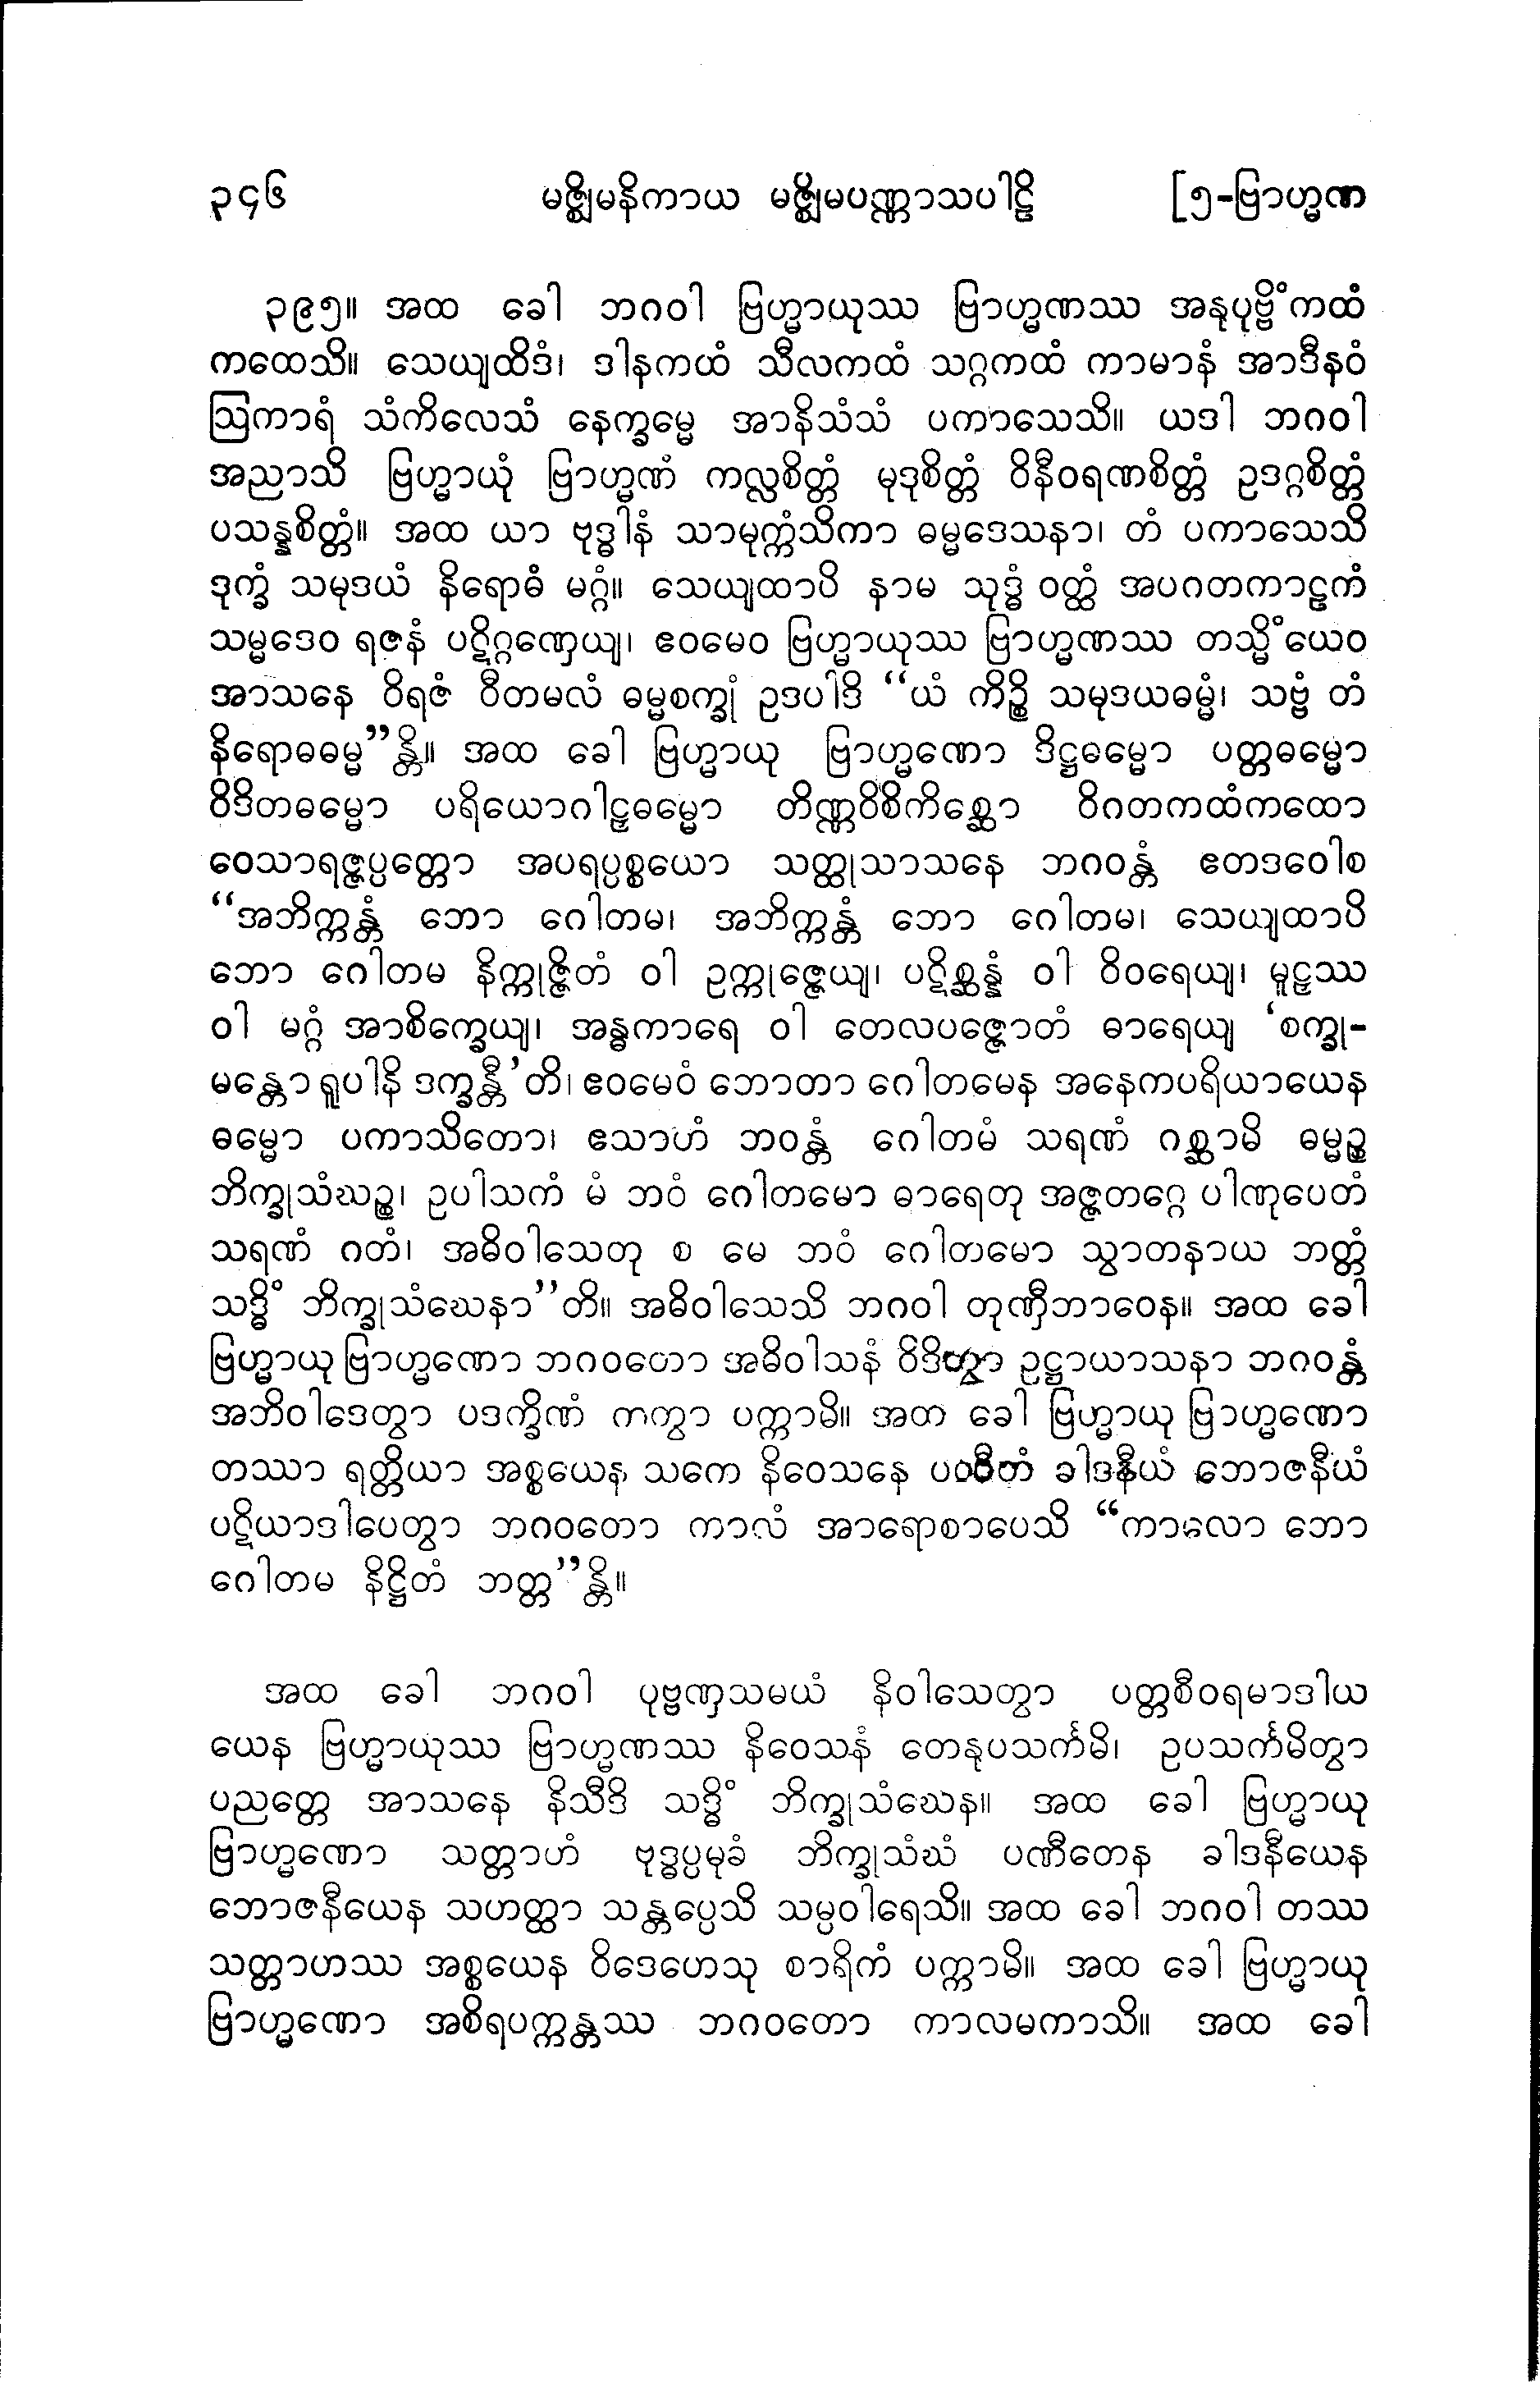 ၃၄၆ မဇ္ဈိမနိကာယ မဇ္ဈိမပဏ္ဏာသပါဠိ [၅-ဗြာဟ္မဏ
၃၉၅။ အထ ခေါ ဘဂဝါ ဗြဟ္မာယုဿ ဗြာဟ္မဏဿ အနုပုဗ္ဗိံကထံ
ကထေသိ။ သေယျထိဒံ၊ ဒါနကထံ သီလကထံ သဂ္ဂကထံ ကာမာနံ အာဒီနဝံ
ဩကာရံ သံကိလေသံ နေက္ခမ္မေ အာနိသံသံ ပကာသေသိ။ ယဒါ ဘဂဝါ
အညာသိ ဗြဟ္မာယုံ ဗြာဟ္မဏံ ကလ္လစိတ္တံ မုဒုစိတ္တံ ဝိနီဝရဏစိတ္တံ ဥဒဂ္ဂစိတ္တံ
ပသန္နစိတ္တံ။ အထ ယာ ဗုဒ္ဓါနံ သာမုက္ကံသိကာ ဓမ္မဒေသနာ၊ တံ ပကာသေသိ
ဒုက္ခံ သမုဒယံ နိရောဓံ မဂ္ဂံ။ သေယျထာပိ နာမ သုဒ္ဓံ ဝတ္ထံ အပဂတကာဠကံ
သမ္မဒေဝ ရဇနံ ပဋိဂ္ဂဏှေယျ၊ ဧဝမေဝ ဗြဟ္မာယုဿ ဗြာဟ္မဏဿ တသ္မိံယေဝ
အာသနေ ဝိရဇံ ဝီတမလံ ဓမ္မစက္ခုံ ဥဒပါဒိ “ယံ ကိဉ္စိ သမုဒယဓမ္မံ၊ သဗ္ဗံ တံ
နိရောဓဓမ္မ”န္တိ။ အထ ခေါ ဗြဟ္မာယု ဗြာဟ္မဏော ဒိဋ္ဌဓမ္မော ပတ္တဓမ္မော
ဝိဒိတဓမ္မော ပရိယောဂါဠှဓမ္မော တိဏ္ဏဝိစိကိစ္ဆော ဝိဂတကထံကထော
ဝေသာရဇ္ဇပ္ပတ္တော အပရပ္ပစ္စယော သတ္ထုသာသနေ ဘဂဝန္တံ ဧတဒဝေါစ
“အဘိက္ကန္တံ ဘော ဂေါတမ၊ အဘိက္ကန္တံ ဘော ဂေါတမ၊ သေယျထာပိ
ဘော ဂေါတမ နိက္ကုဇ္ဇိတံ ဝါ ဥက္ကုဇ္ဇေယျ၊ ပဋိစ္ဆန္နံ ဝါ ဝိဝရေယျ၊ မူဠှဿ
ဝါ မဂ္ဂံ အာစိက္ခေယျ၊ အန္ဓကာရေ ဝါ တေလပဇ္ဇောတံ ဓာရေယျ ‘စက္ခု-
မန္တော ရူပါနိ ဒက္ခန္တီ’တိ၊ ဧဝမေဝံ ဘောတာ ဂေါတမေန အနေကပရိယာယေန
ဓမ္မော ပကာသိတော၊ ဧသာဟံ ဘဝန္တံ ဂေါတမံ သရဏံ ဂစ္ဆာမိ ဓမ္မဉ္စ
ဘိက္ခုသံဃဉ္စ၊ ဥပါသကံ မံ ဘဝံ ဂေါတမော ဓာရေတု အဇ္ဇတဂ္ဂေ ပါဏုပေတံ
သရဏံ ဂတံ၊ အဓိဝါသေတု စ မေ ဘဝံ ဂေါတမော သွာတနာယ ဘတ္တံ
သဒ္ဓိံ ဘိက္ခုသံဃေနာ”တိ။ အဓိဝါသေသိ ဘဂဝါ တုဏှီဘာဝေန။ အထ ခေါ
ဗြဟ္မာယု ဗြာဟ္မဏော ဘဂဝတော အဓိဝါသနံ ဝိဒိတွာ ဥဋ္ဌာယာသနာ ဘဂဝန္တံ
အဘိဝါဒေတွာ ပဒက္ခိဏံ ကတွာ ပက္ကာမိ။ အထ ခေါ ဗြဟ္မာယု ဗြာဟ္မဏော
တဿာ ရတ္တိယာ အစ္စယေန သကေ နိဝေသနေ ပဏီတံ ခါဒနီယံ ဘောဇနီယံ
ပဋိယာဒါပေတွာ ဘဂဝတော ကာလံ အာရောစာပေသိ “ကာလော ဘော
ဂေါတမ နိဋ္ဌိတံ ဘတ္တ”န္တိ။
အထ ခေါ ဘဂဝါ ပုဗ္ဗဏှသမယံ နိဝါသေတွာ ပတ္တစီဝရမာဒါယ
ယေန ဗြဟ္မာယုဿ ဗြာဟ္မဏဿ နိဝေသနံ တေနုပသင်္ကမိ၊ ဥပသင်္ကမိတွာ
ပညတ္တေ အာသနေ နိသီဒိ သဒ္ဓိံ ဘိက္ခုသံဃေန။ အထ ခေါ ဗြဟ္မာယု
ဗြာဟ္မဏော သတ္တာဟံ ဗုဒ္ဓပ္ပမုခံ ဘိက္ခုသံဃံ ပဏီတေန ခါဒနီယေန
ဘောဇနီယေန သဟတ္ထာ သန္တပ္ပေသိ သမ္ပဝါရေသိ။ အထ ခေါ ဘဂဝါ တဿ
သတ္တာဟဿ အစ္စယေန ဝိဒေဟေသု စာရိကံ ပက္ကာမိ။ အထ ခေါ ဗြဟ္မာယု
ဗြာဟ္မဏော အစိရပက္ကန္တဿ ဘဂဝတော ကာလမကာသိ။ အထ ခေါ